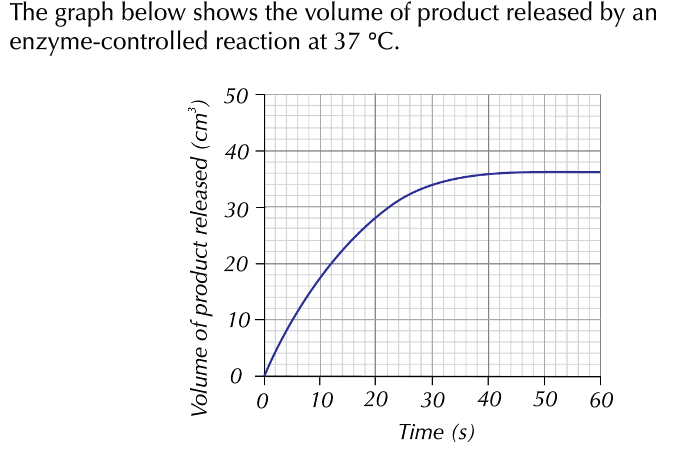 The graph below shows the volume of product released by an
enzyme-controlled reaction at 37 °C.
Volume of product released (cm³)
50
40
30
20
10
0
0 10 20 30 40 50 60
Time (s)